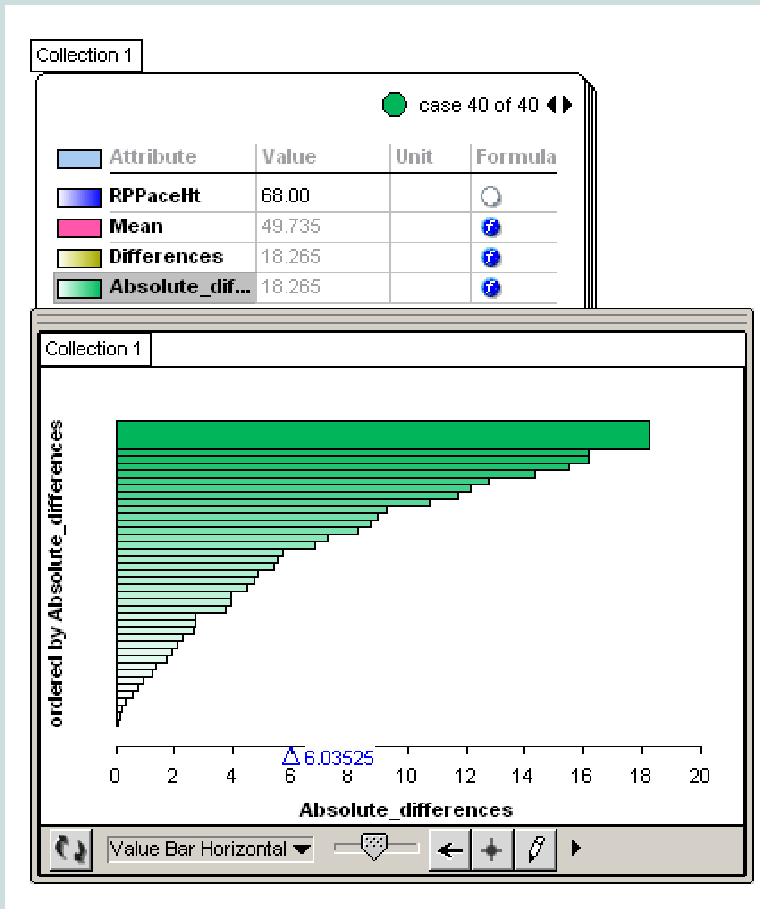 Collection 1
case 40 of 40
Attribute Value Unit Formula
RPPaceHt 68.00
Mean 49.735
Differences 18.265
Absolute_dif... 18.265
Collection 1
ordered by Absolute_differences
6.03525
0 2 4 6 8 10 12 14 16 18 20
Absolute_differences
Value Bar Horizontal